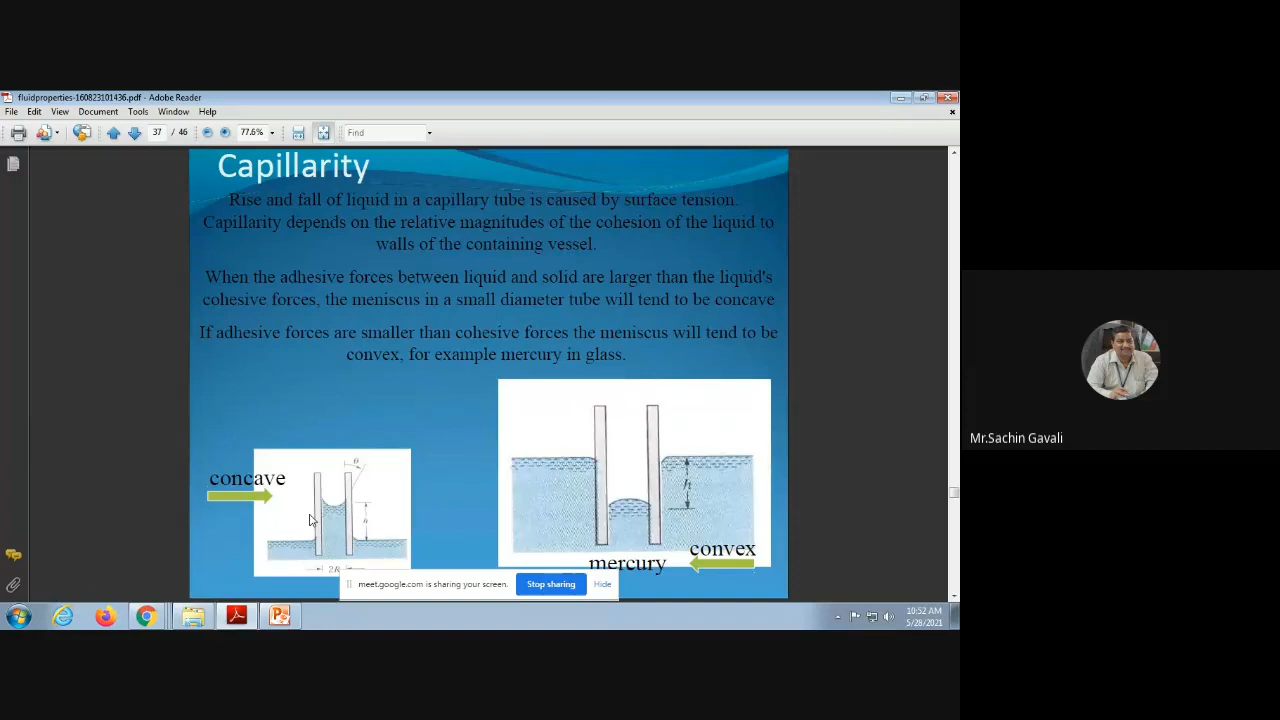 fluidproperties-160823101436.pdf - Adobe Reader
File Edit View Document Tools Window Help
37 / 46 77.6% Find
Capillarity
Rise and fall of liquid in a capillary tube is caused by surface tension.
Capillarity depends on the relative magnitudes of the cohesion of the liquid to
walls of the containing vessel.
When the adhesive forces between liquid and solid are larger than the liquid's
cohesive forces, the meniscus in a small diameter tube will tend to be concave
If adhesive forces are smaller than cohesive forces the meniscus will tend to be
convex, for example mercury in glass.
θ
concave
h
h
convex
mercury
2R
meet.google.com is sharing your screen. Stop sharing Hide
10:52 AM
5/28/2021
Mr.Sachin Gavali